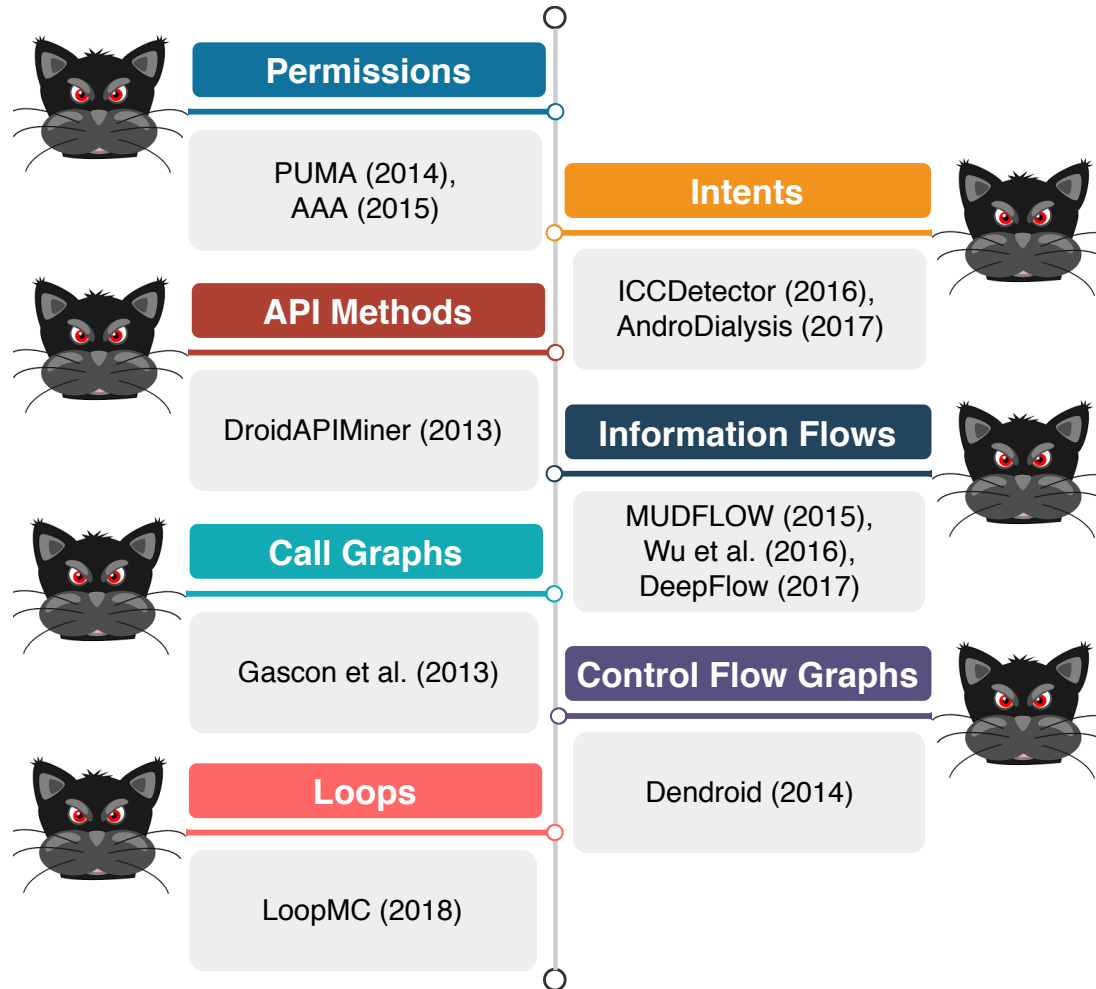 Permissions
PUMA (2014),
AAA (2015)
Intents
ICCDetector (2016),
AndroDialysis (2017)
API Methods
DroidAPIMiner (2013)
Information Flows
MUDFLOW (2015),
Wu et al. (2016),
DeepFlow (2017)
Call Graphs
Gascon et al. (2013)
Control Flow Graphs
Dendroid (2014)
Loops
LoopMC (2018)